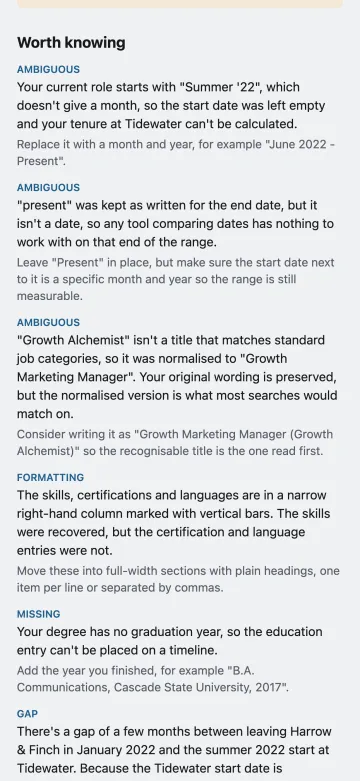 Worth knowing
AMBIGUOUS
Your current role starts with "Summer '22", which
doesn't give a month, so the start date was left empty
and your tenure at Tidewater can't be calculated.
Replace it with a month and year, for example "June 2022 -
Present".
AMBIGUOUS
"present" was kept as written for the end date, but it
isn't a date, so any tool comparing dates has nothing to
work with on that end of the range.
Leave "Present" in place, but make sure the start date next
to it is a specific month and year so the range is still
measurable.
AMBIGUOUS
"Growth Alchemist" isn't a title that matches standard
job categories, so it was normalised to "Growth
Marketing Manager". Your original wording is preserved,
but the normalised version is what most searches would
match on.
Consider writing it as "Growth Marketing Manager (Growth
Alchemist)" so the recognisable title is the one read first.
FORMATTING
The skills, certifications and languages are in a narrow
right-hand column marked with vertical bars. The skills
were recovered, but the certification and language
entries were not.
Move these into full-width sections with plain headings, one
item per line or separated by commas.
MISSING
Your degree has no graduation year, so the education
entry can't be placed on a timeline.
Add the year you finished, for example "B.A.
Communications, Cascade State University, 2017".
GAP
There's a gap of a few months between leaving Harrow
& Finch in January 2022 and the summer 2022 start at
Tidewater. Because the Tidewater start date is